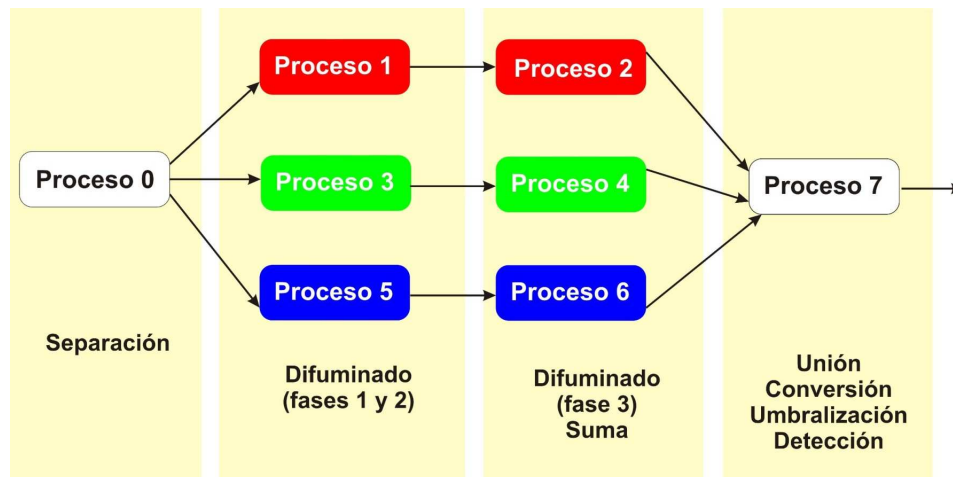 Proceso 1
Proceso 2
Proceso 0
Proceso 3
Proceso 4
Proceso 7
Proceso 5
Proceso 6
Separación
Difuminado
(fases 1 y 2)
Difuminado
(fase 3)
Suma
Unión
Conversión
Umbralización
Detección